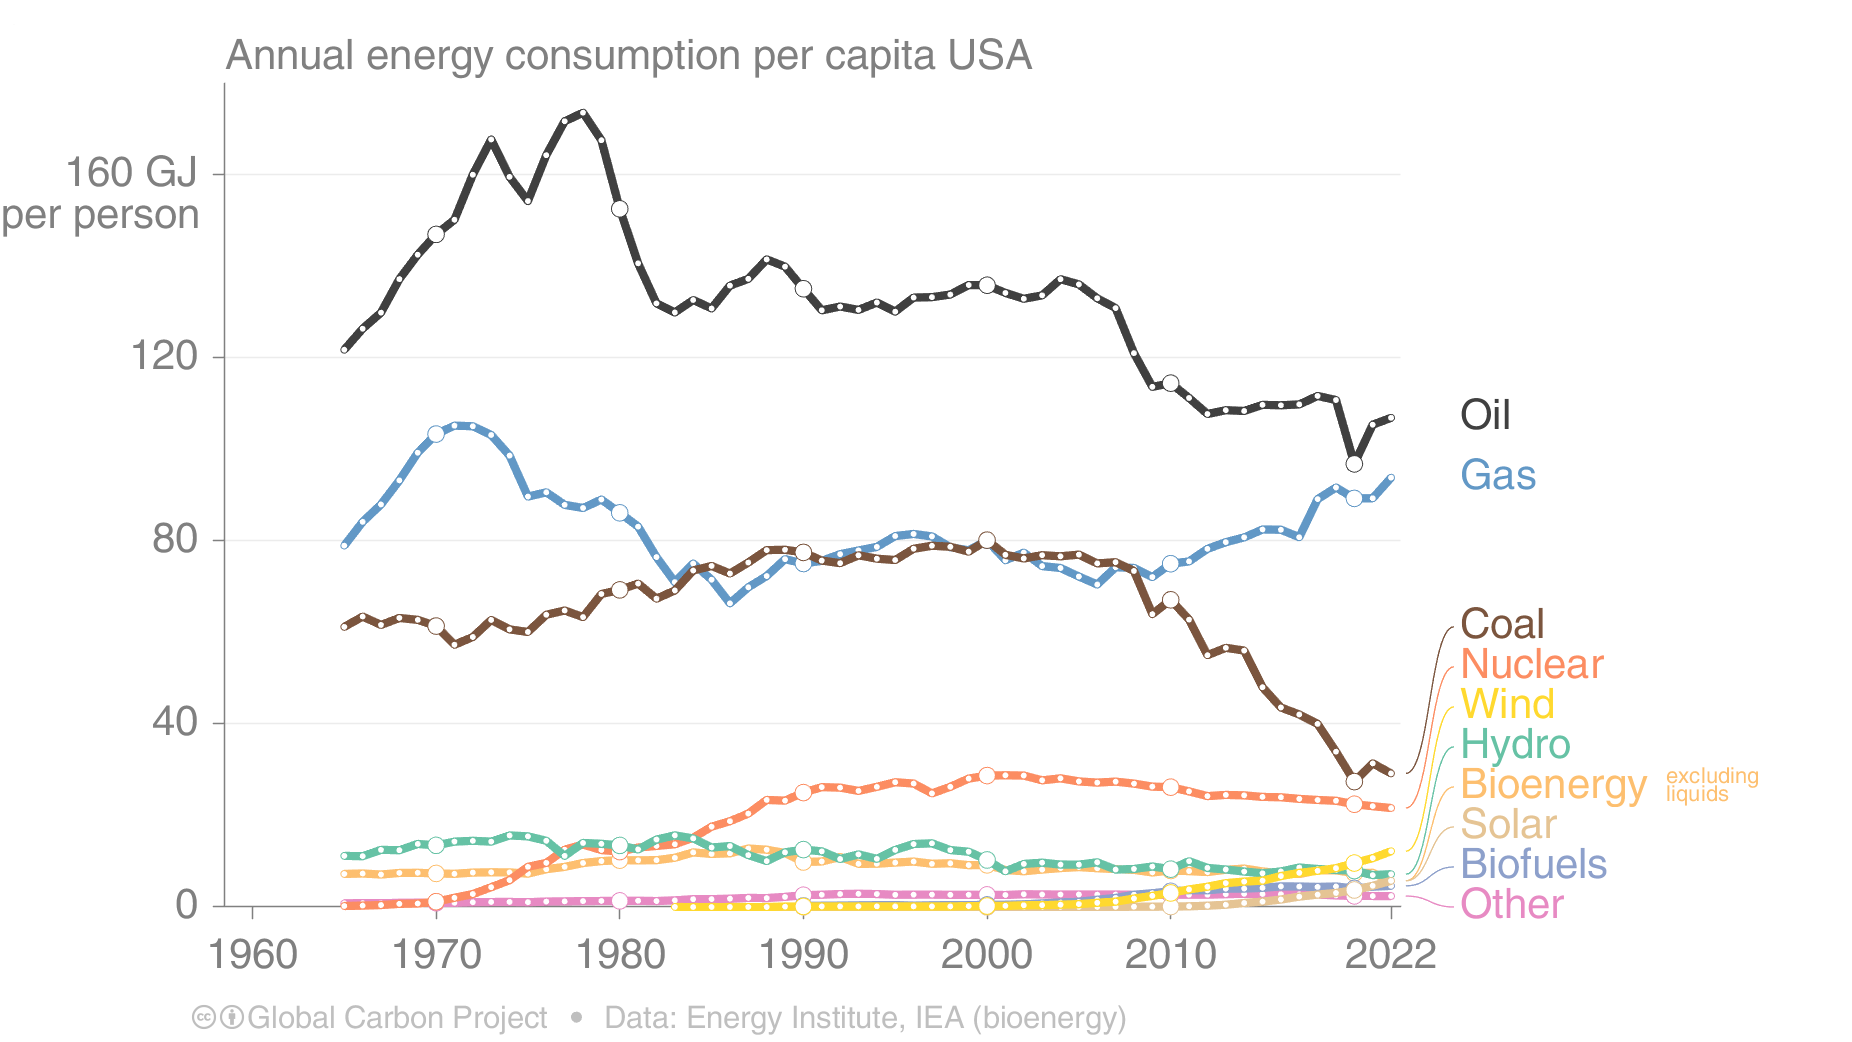 Annual energy consumption per capita USA
160 GJ
per person
120
80
40
0
1960 1970 1980 1990 2000 2010 2022
Oil
Gas
Coal
Nuclear
Wind
Hydro
Bioenergy excluding
liquids
Solar
Biofuels
Other
cc Global Carbon Project • Data: Energy Institute, IEA (bioenergy)